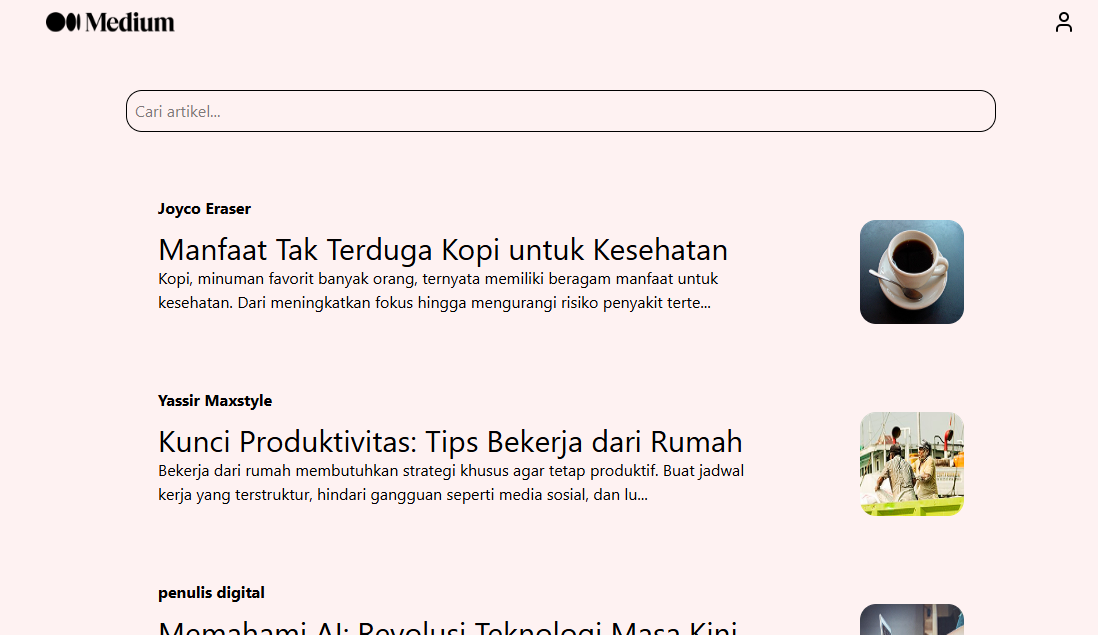 Medium
Cari artikel...
Joyco Eraser
Manfaat Tak Terduga Kopi untuk Kesehatan
Kopi, minuman favorit banyak orang, ternyata memiliki beragam manfaat untuk
kesehatan. Dari meningkatkan fokus hingga mengurangi risiko penyakit terte...
Yassir Maxstyle
Kunci Produktivitas: Tips Bekerja dari Rumah
Bekerja dari rumah membutuhkan strategi khusus agar tetap produktif. Buat jadwal
kerja yang terstruktur, hindari gangguan seperti media sosial, dan lu...
penulis digital
Memahami AI: Revolusi Teknologi Masa Kini